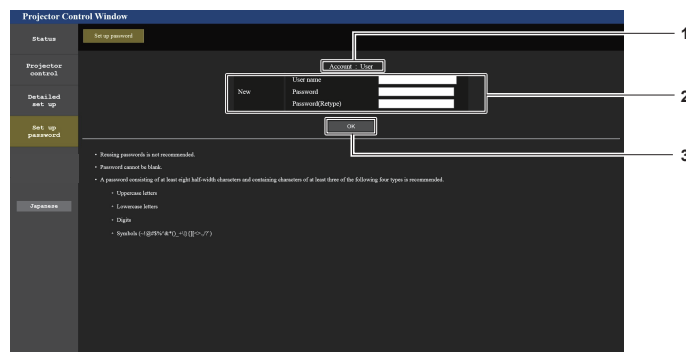 Projector Control Window
Status
Set up password
1
Projector
control
Account : User
User name
New
Password
2
Password(Retype)
Detailed
set up
Set up
password
OK
3
• Reusing passwords is not recommended.
• Password cannot be blank.
• A password consisting of at least eight half-width characters and containing characters of at least three of the following four types is recommended.
• Uppercase letters
• Lowercase letters
• Digits
• Symbols
Japanese